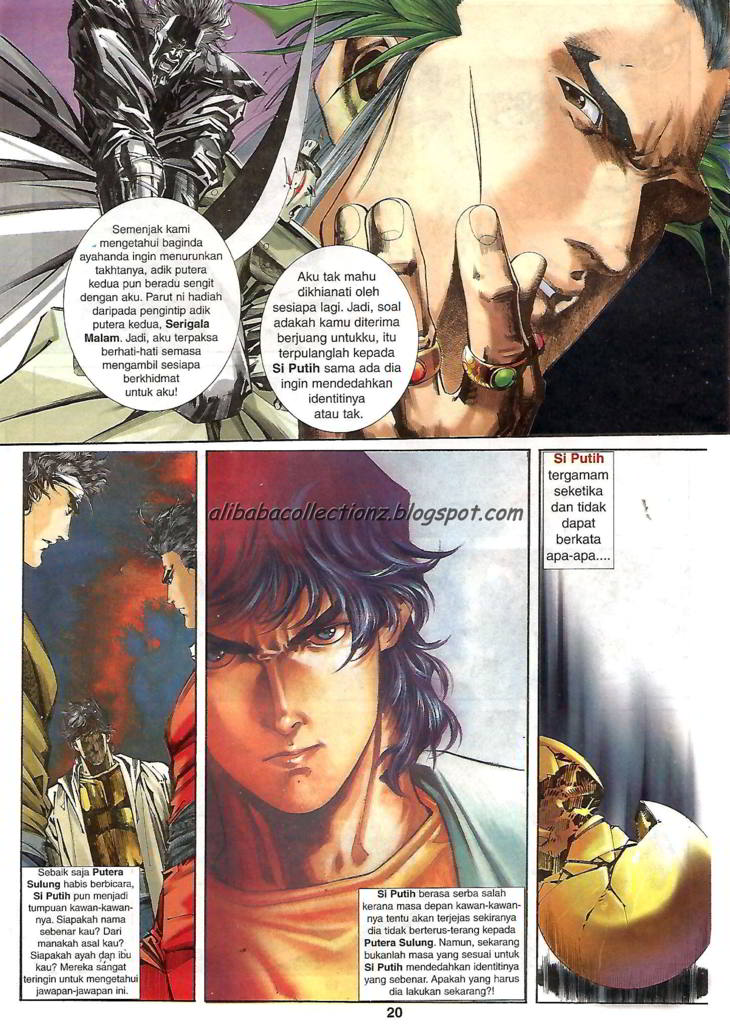 Semenjak kami
mengetahui baginda
ayahanda ingin menurunkan
takhtanya, adik putera
kedua pun beradu sengit
dengan aku. Parut ni hadiah
daripada pengintip adik
putera kedua, Serigala
Malam. Jadi, aku terpaksa
berhati-hati semasa
mengambil sesiapa
berkhidmat
untuk aku!
Aku tak mahu
dikhianati oleh
sesiapa lagi. Jadi, soal
adakah kamu diterima
berjuang untukku, itu
terpulanglah kepada
Si Putih sama ada dia
ingin mendedahkan
identitinya
atau tak.
alibabacollectionz.blogspot.com
Sebaik saja Putera
Sulung habis berbicara,
Si Putih pun menjadi
tumpuan kawan-kawan-
nya. Siapakah nama
sebenar kau? Dari
manakah asal kau?
Siapakah ayah dan ibu
kau? Mereka sangat
teringin untuk mengetahui
jawapan-jawapan ini.
Si Putih berasa serba salah
kerana masa depan kawan-kawan-
nya tentu akan terjejas sekiranya
dia tidak berterus-terang kepada
Putera Sulung. Namun, sekarang
bukanlah masa yang sesuai untuk
Si Putih mendedahkan identitinya
yang sebenar. Apakah yang harus
dia lakukan sekarang?!
Si Putih
tergamam
seketika
dan tidak
dapat
berkata
apa-apa....
20